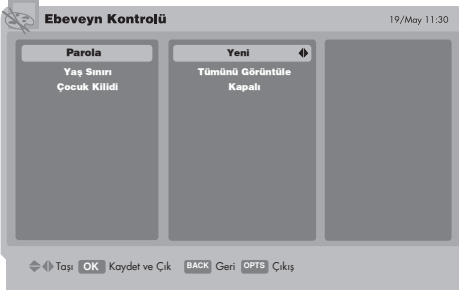 Ebeveyn Kontrolü 19/May 11:30
Parola Yeni
Yaş Sınırı Tümünü Görüntüle
Çocuk Kilidi Kapalı
Taşı OK Kaydet ve Çık BACK Geri OPTS Çıkış